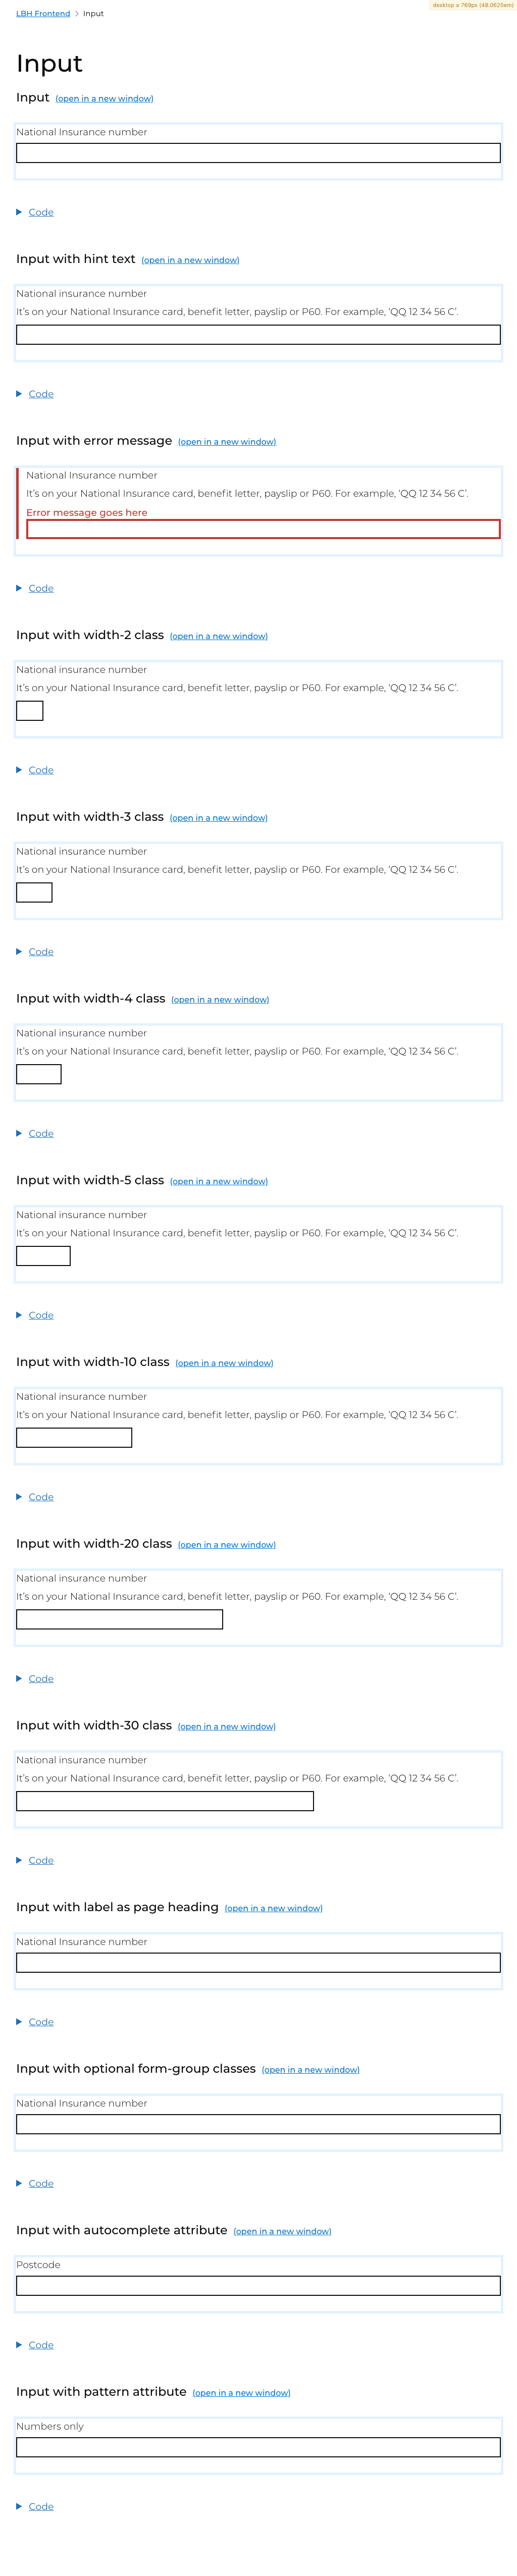 desktop ≥ 769px (48.0625em)
LBH Frontend > Input
Input
Input (open in a new window)
National Insurance number
Code
Input with hint text (open in a new window)
National insurance number
It’s on your National Insurance card, benefit letter, payslip or P60. For example, ‘QQ 12 34 56 C’.
Code
Input with error message (open in a new window)
National Insurance number
It’s on your National Insurance card, benefit letter, payslip or P60. For example, ‘QQ 12 34 56 C’.
Error message goes here
Code
Input with width-2 class (open in a new window)
National insurance number
It’s on your National Insurance card, benefit letter, payslip or P60. For example, ‘QQ 12 34 56 C’.
Code
Input with width-3 class (open in a new window)
National insurance number
It’s on your National Insurance card, benefit letter, payslip or P60. For example, ‘QQ 12 34 56 C’.
Code
Input with width-4 class (open in a new window)
National insurance number
It’s on your National Insurance card, benefit letter, payslip or P60. For example, ‘QQ 12 34 56 C’.
Code
Input with width-5 class (open in a new window)
National insurance number
It’s on your National Insurance card, benefit letter, payslip or P60. For example, ‘QQ 12 34 56 C’.
Code
Input with width-10 class (open in a new window)
National insurance number
It’s on your National Insurance card, benefit letter, payslip or P60. For example, ‘QQ 12 34 56 C’.
Code
Input with width-20 class (open in a new window)
National insurance number
It’s on your National Insurance card, benefit letter, payslip or P60. For example, ‘QQ 12 34 56 C’.
Code
Input with width-30 class (open in a new window)
National insurance number
It’s on your National Insurance card, benefit letter, payslip or P60. For example, ‘QQ 12 34 56 C’.
Code
Input with label as page heading (open in a new window)
National Insurance number
Code
Input with optional form-group classes (open in a new window)
National Insurance number
Code
Input with autocomplete attribute (open in a new window)
Postcode
Code
Input with pattern attribute (open in a new window)
Numbers only
Code